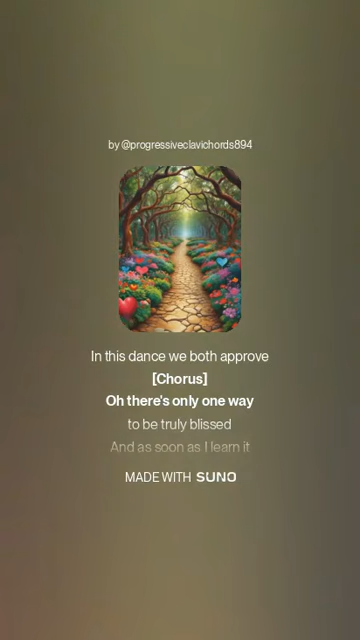 by @progressiveclavichords894
In this dance we both approve
[Chorus]
Oh there's only one way
to be truly blissed
And as soon as I learn it
MADE WITH SUNO